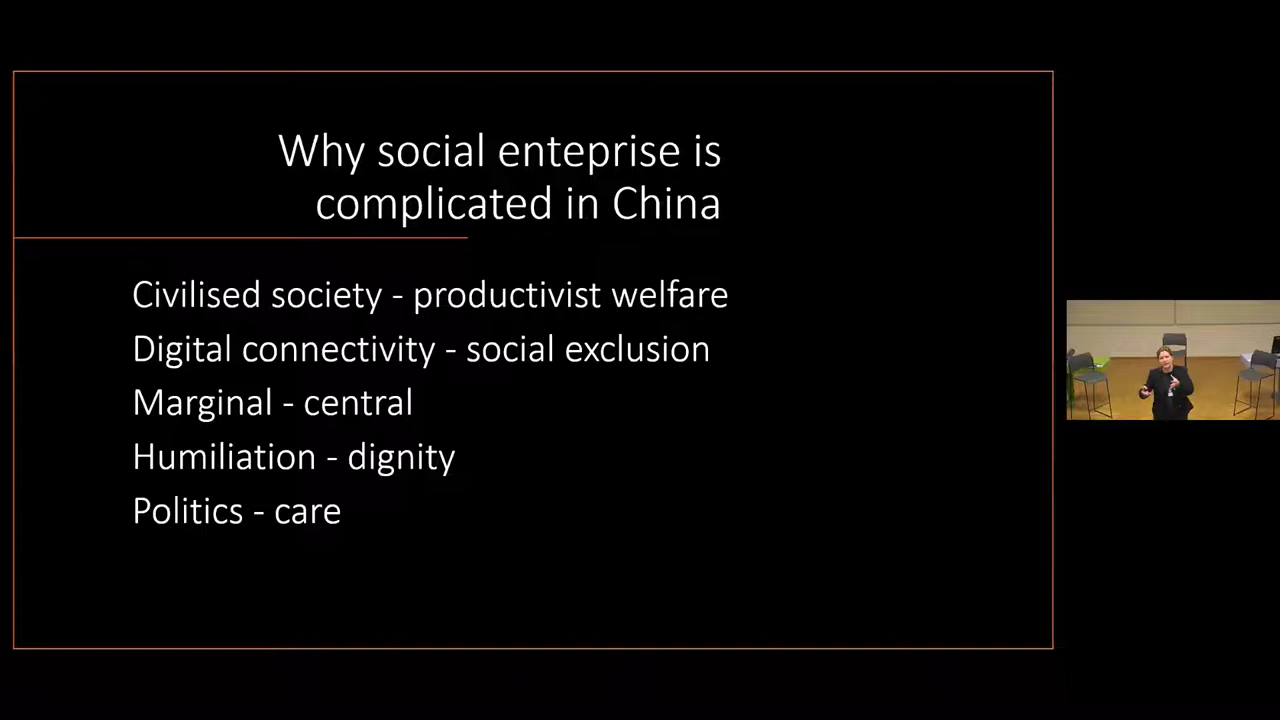 Why social enteprise is
complicated in China
Civilised society - productivist welfare
Digital connectivity - social exclusion
Marginal - central
Humiliation - dignity
Politics - care